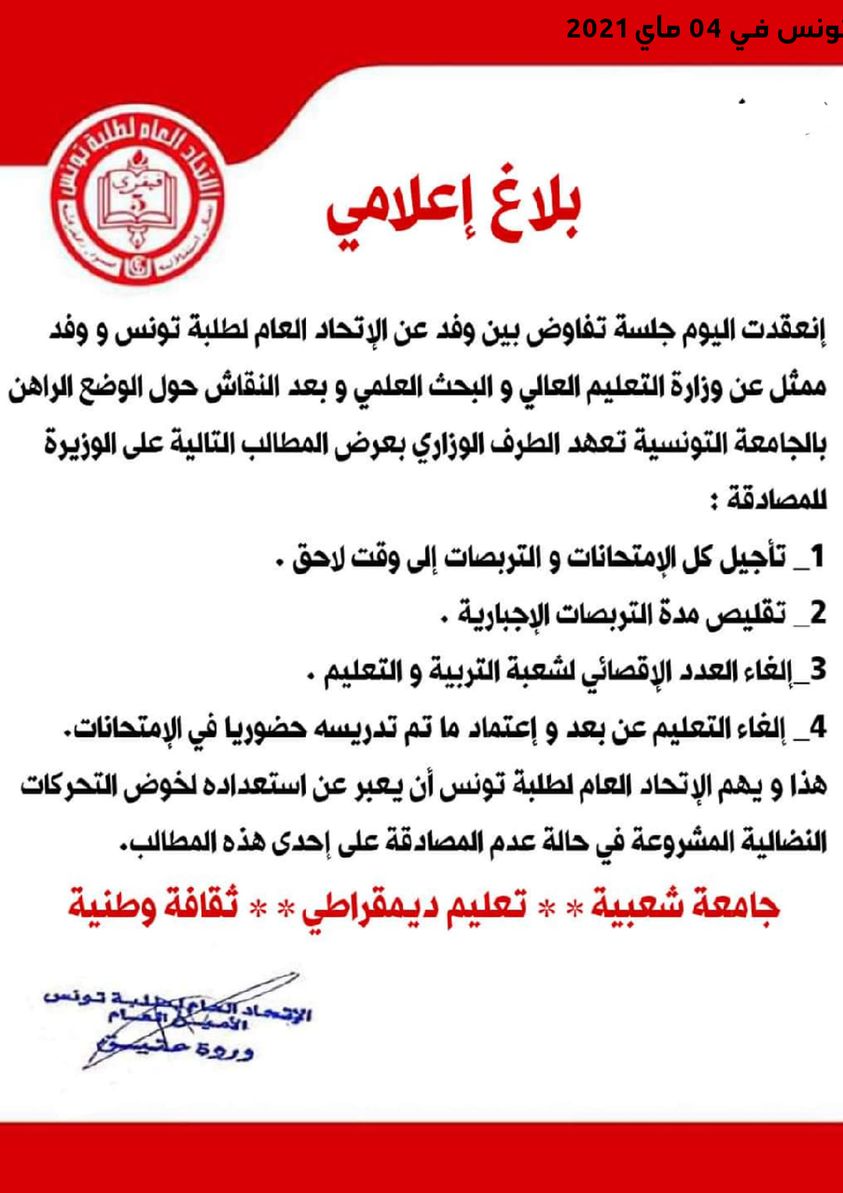 تونس في 04 ماي 2021
الاتحاد العام لطلبة تونس
فيفري
5
بلاغ إعلامي
إنعقدت اليوم جلسة تفاوض بين وفد عن الإتحاد العام لطلبة تونس و وفد
ممثل عن وزارة التعليم العالي و البحث العلمي و بعد النقاش حول الوضع الراهن
بالجامعة التونسية تعهد الطرف الوزاري بعرض المطالب التالية على الوزيرة
للمصادقة :
1_ تأجيل كل الإمتحانات و التربصات إلى وقت لاحق .
2_ تقليص مدة التربصات الإجبارية .
3_إلغاء العدد الإقصائي لشعبة التربية و التعليم .
4_ إلغاء التعليم عن بعد و إعتماد ما تم تدريسه حضوريا في الإمتحانات.
هذا و يهم الإتحاد العام لطلبة تونس أن يعبر عن استعداده لخوض التحركات
النضالية المشروعة في حالة عدم المصادقة على إحدى هذه المطالب.
جامعة شعبية ** تعليم ديمقراطي ** ثقافة وطنية
الإتحاد العام لطلبة تونس
الأمين العام
وردة عتيق